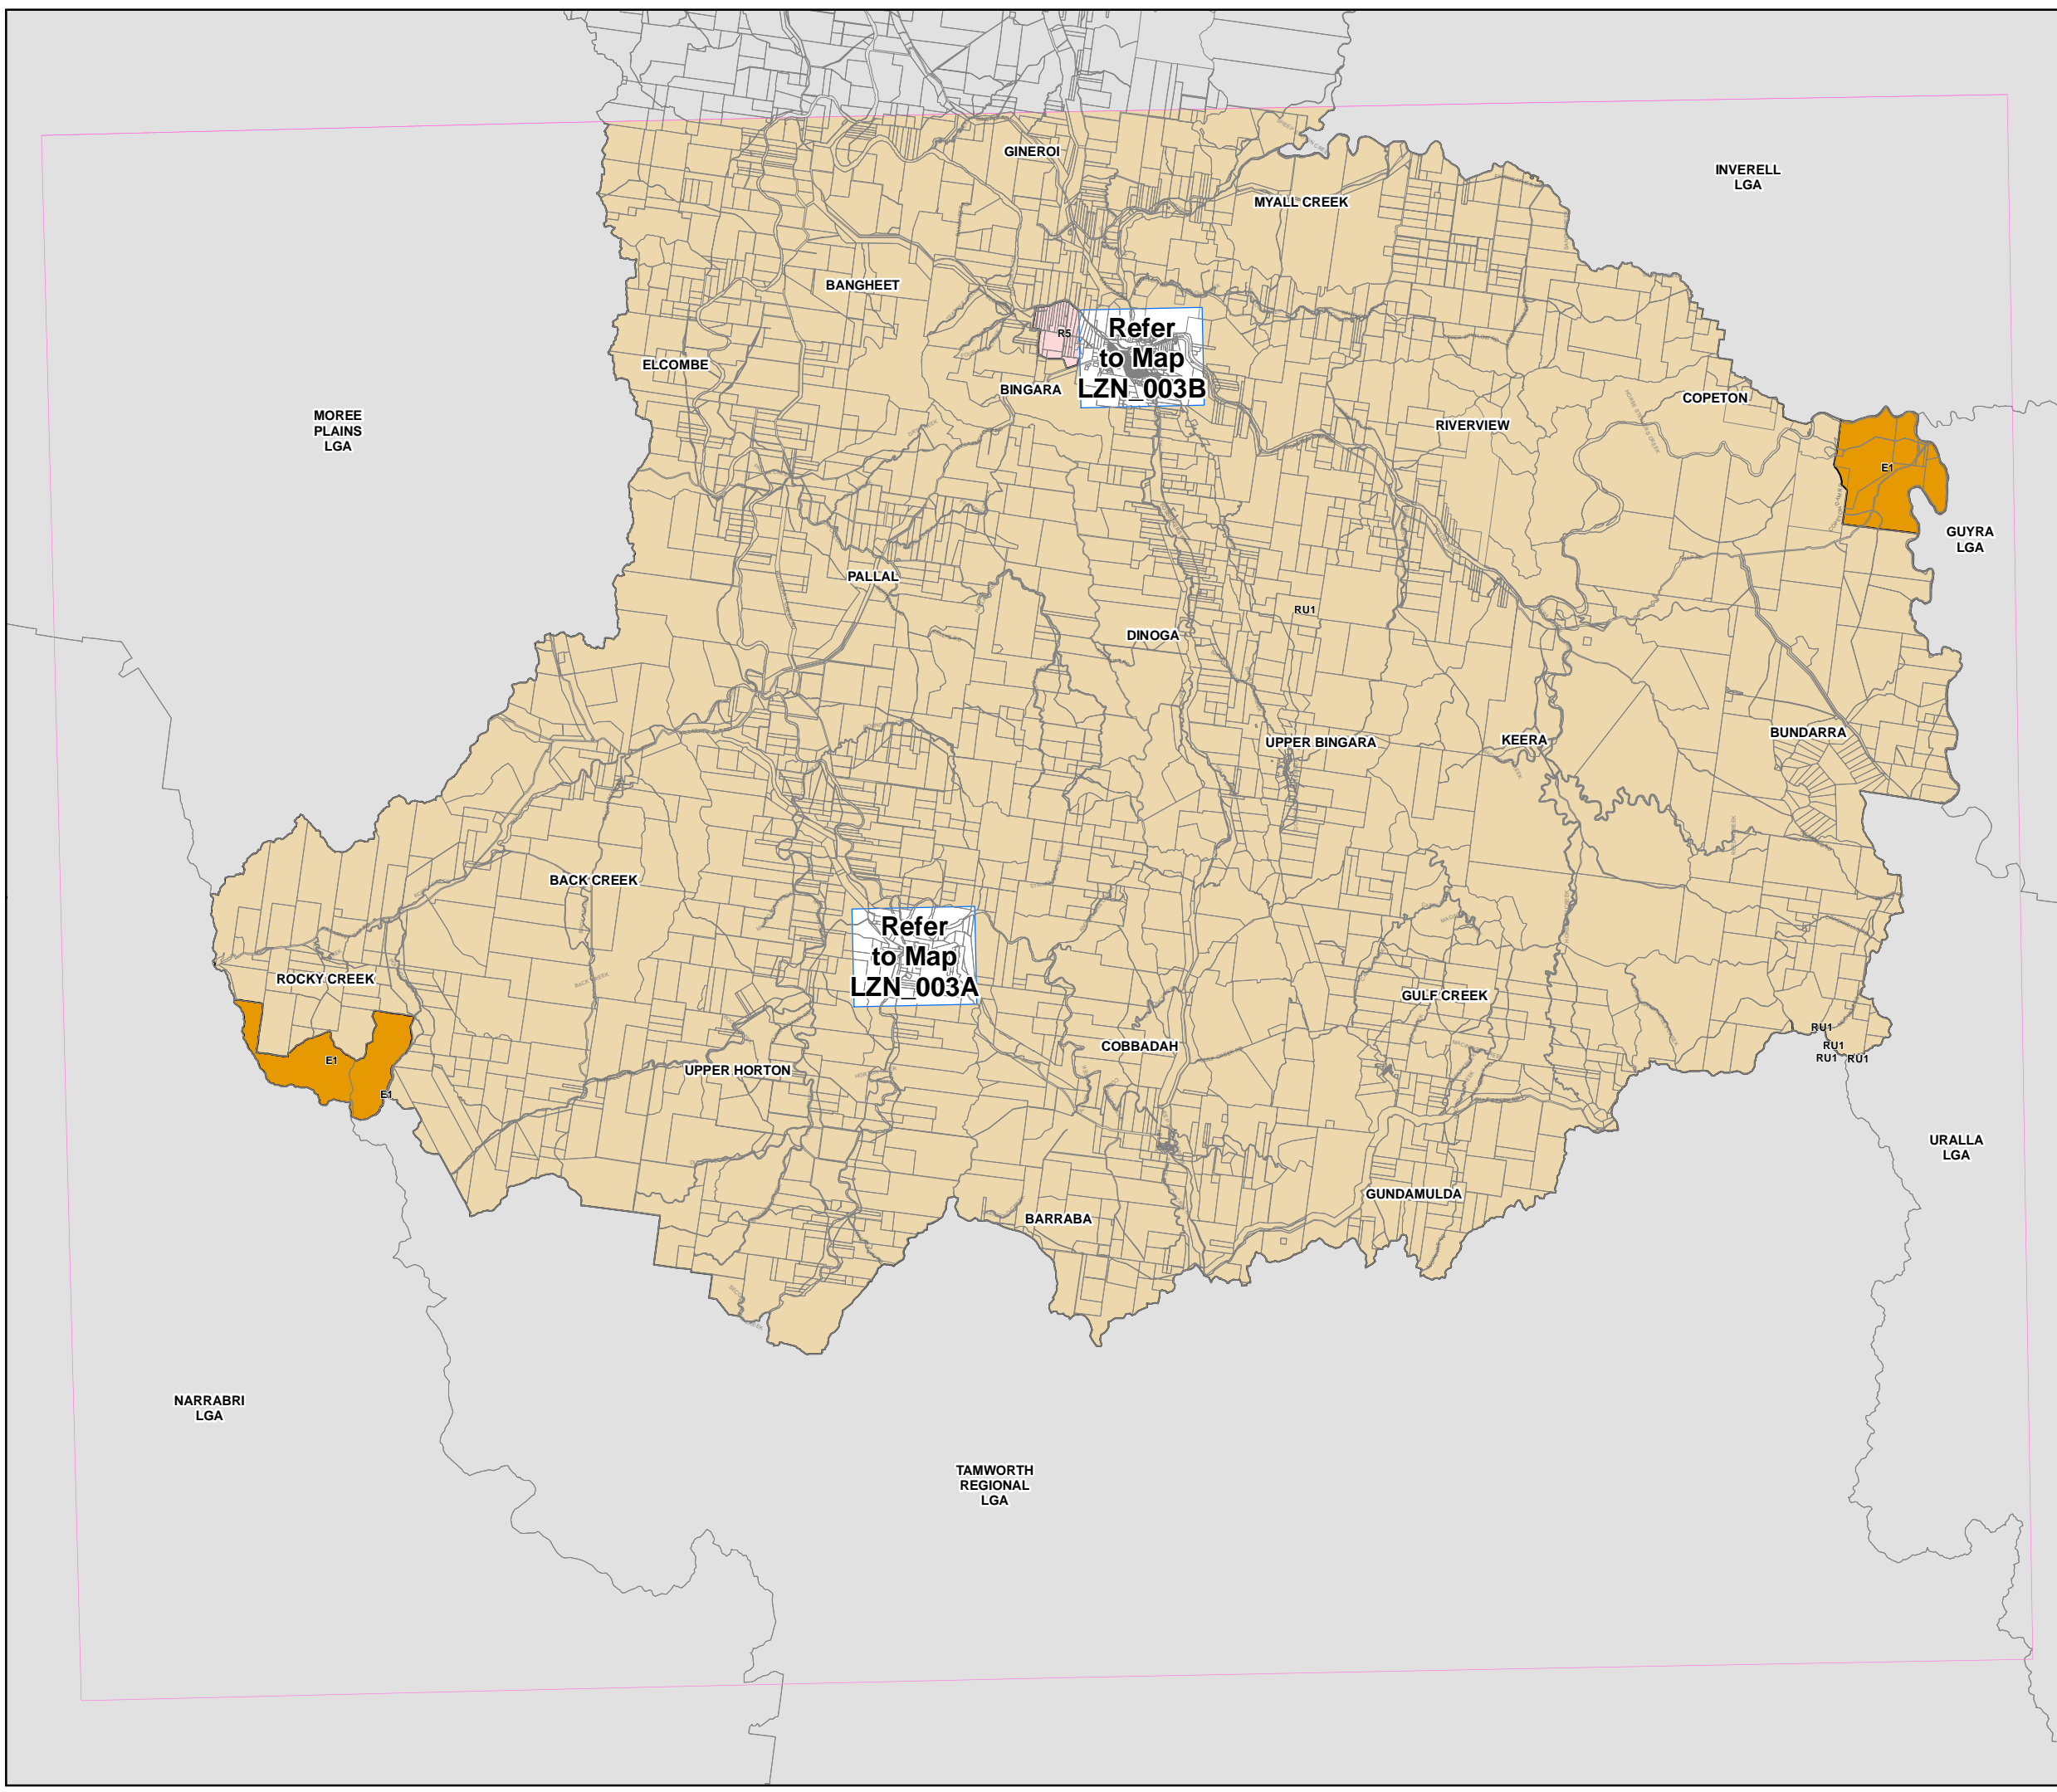 GINEROI
INVERELL
LGA
MYALL CREEK
BANGHEET
R5
Refer
to Map
LZN_003B
ELCOMBE
BINGARA
COPETON
MOREE
PLAINS
LGA
RIVERVIEW
E1
GUYRA
LGA
PALLAL
RU1
DINOGA
BUNDARRA
UPPER BINGARA
KEERA
BACK CREEK
Refer
to Map
LZN_003A
ROCKY CREEK
BACK CREEK
GULF CREEK
RU1
RU1
RU1
RU1
COBBADAH
E1
UPPER HORTON
E1
URALLA
LGA
GUNDAMULDA
BARRABA
NARRABRI
LGA
TAMWORTH
REGIONAL
LGA